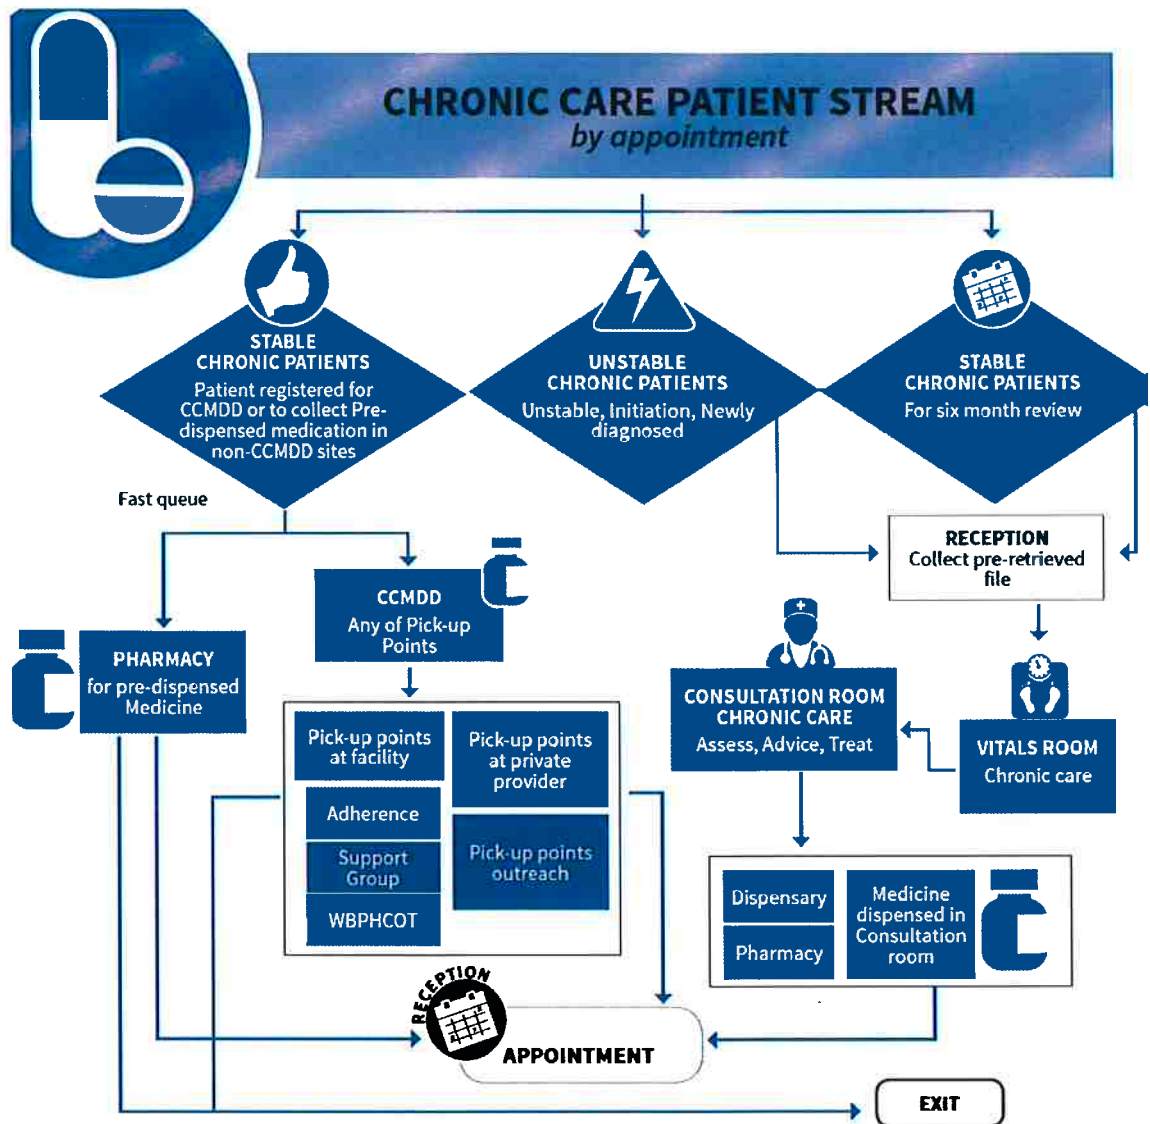 CHRONIC CARE PATIENT STREAM
by appointment
STABLE
CHRONIC PATIENTS
Patient registered for
CCMDD or to collect Pre-
dispensed medication in
non-CCMDD sites
UNSTABLE
CHRONIC PATIENTS
Unstable, Initiation, Newly
diagnosed
STABLE
CHRONIC PATIENTS
For six month review
Fast queue
RECEPTION
Collect pre-retrieved
file
CCMDD
Any of Pick-up
Points
PHARMACY
for pre-dispensed
Medicine
CONSULTATION ROOM
CHRONIC CARE
Assess, Advice, Treat
VITALS ROOM
Chronic care
Pick-up points
at facility
Pick-up points
at private
provider
Adherence
Support
Group
WBPHCOT
Pick-up points
outreach
Dispensary
Pharmacy
Medicine
dispensed in
Consultation
room
RECEPTION
APPOINTMENT
EXIT